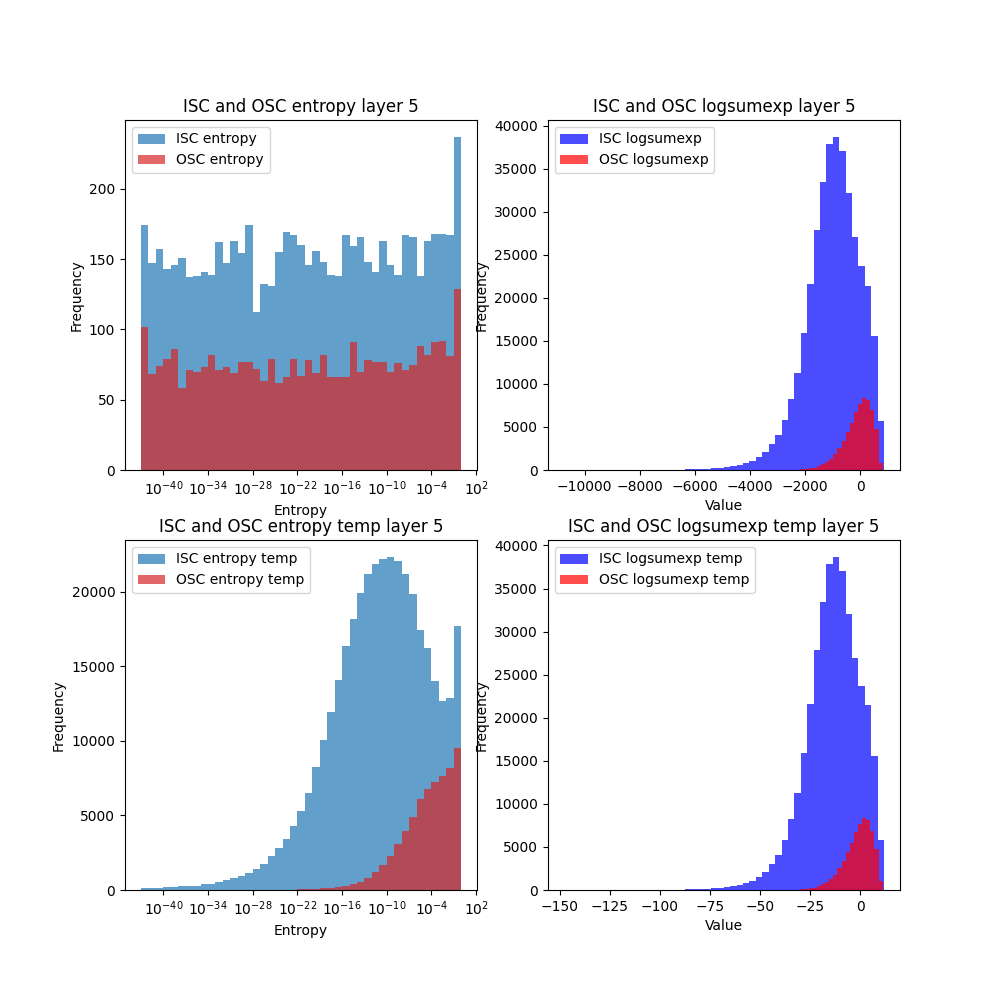 ISC and OSC entropy layer 5
ISC entropy
OSC entropy
Frequency
200
150
100
50
0
10^-40 10^-34 10^-28 10^-22 10^-16 10^-10 10^-4 10^2
Entropy
ISC and OSC logsumexp layer 5
ISC logsumexp
OSC logsumexp
Frequency
40000
35000
30000
25000
20000
15000
10000
5000
0
−10000 −8000 −6000 −4000 −2000 0
Value
ISC and OSC entropy temp layer 5
ISC entropy temp
OSC entropy temp
Frequency
20000
15000
10000
5000
0
10^-40 10^-34 10^-28 10^-22 10^-16 10^-10 10^-4 10^2
Entropy
ISC and OSC logsumexp temp layer 5
ISC logsumexp temp
OSC logsumexp temp
Frequency
40000
35000
30000
25000
20000
15000
10000
5000
0
−150 −125 −100 −75 −50 −25 0
Value